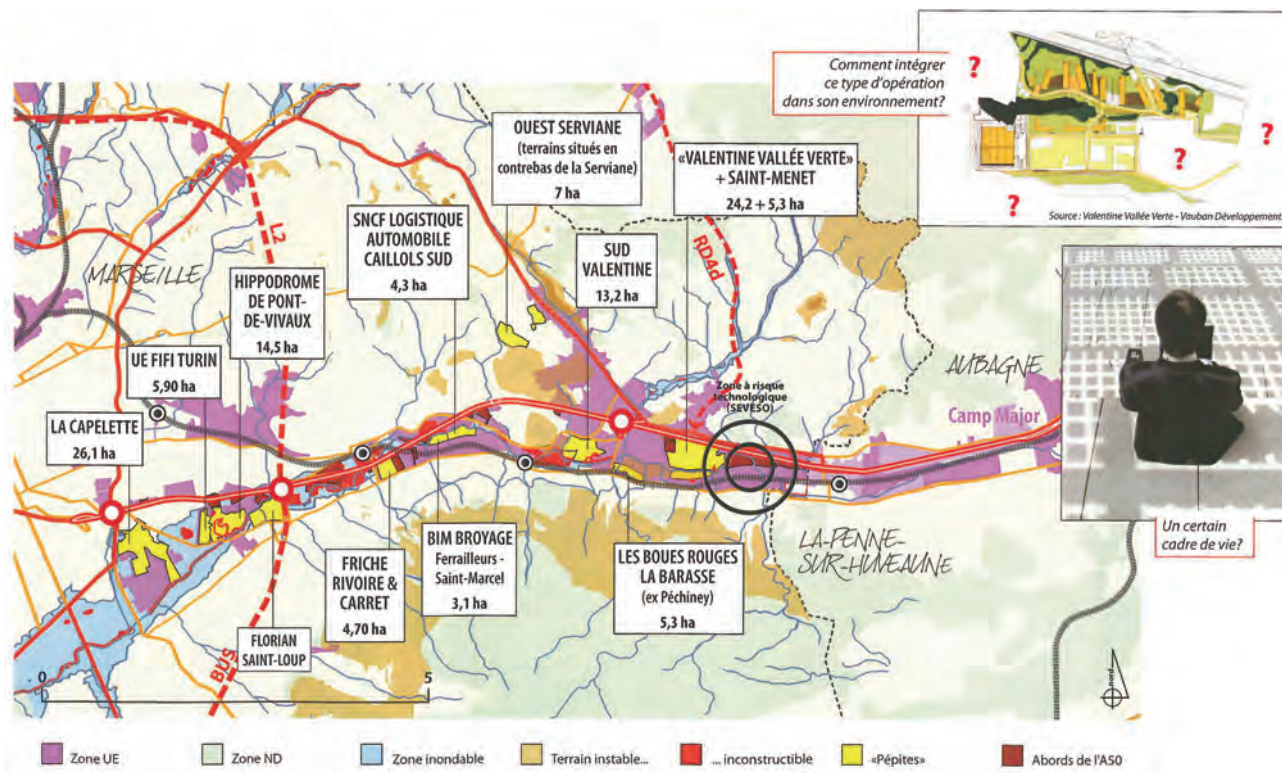 Comment intégrer
ce type d'opération
dans son environnement?
?
?
?
?
Source : Valentine Vallée Verte - Vauban Développement
OUEST SERVIANE
(terrains situés en
contrebas de la Serviane)
7 ha
«VALENTINE VALLÉE VERTE»
+ SAINT-MENET
24,2 + 5,3 ha
SNCF LOGISTIQUE
AUTOMOBILE
CAILLOLS SUD
4,3 ha
SUD
VALENTINE
13,2 ha
L2
RD4d
MARSEILLE
HIPPODROME
DE PONT-
DE-VIVAUX
14,5 ha
UE FIFI TURIN
5,90 ha
LA CAPELETTE
26,1 ha
Zone à risque
technologique
(SEVESO)
AUBAGNE
Camp Major
LA-PENNE-
SUR-HUVEAUNE
Un certain
cadre de vie?
FRICHE
RIVOIRE &
CARRET
4,70 ha
BIM BROYAGE
Ferrailleurs -
Saint-Marcel
3,1 ha
LES BOUES ROUGES
LA BARASSE
(ex Péchiney)
5,3 ha
FLORIAN
SAINT-LOUP
BUS
0
5
nord
Zone UE
Zone ND
Zone inondable
Terrain instable...
... inconstructible
«Pépites»
Abords de l'A50